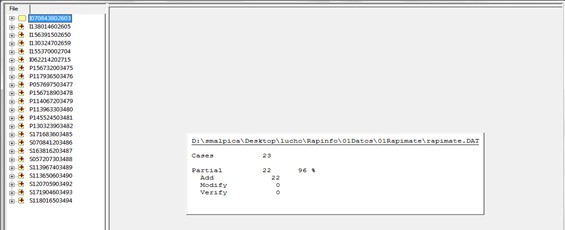 File
I070843802603
I138014602605
I156391502650
I130324702659
I155370002704
I062214202715
P156732003475
P117936503476
P057697503477
P156718903478
P114067203479
P113963303480
P145524503481
P130323903482
S171683603485
S070841203486
S163816203487
S057207303488
S113967403489
S113650603490
S120705903492
S171904603493
S118016503494
D:\smalpica\Desktop\lucho\Rapinfo\01Datos\01Rapimate\rapimate.DAT
Cases 23
Partial 22 96 %
Add 22
Modify 0
Verify 0